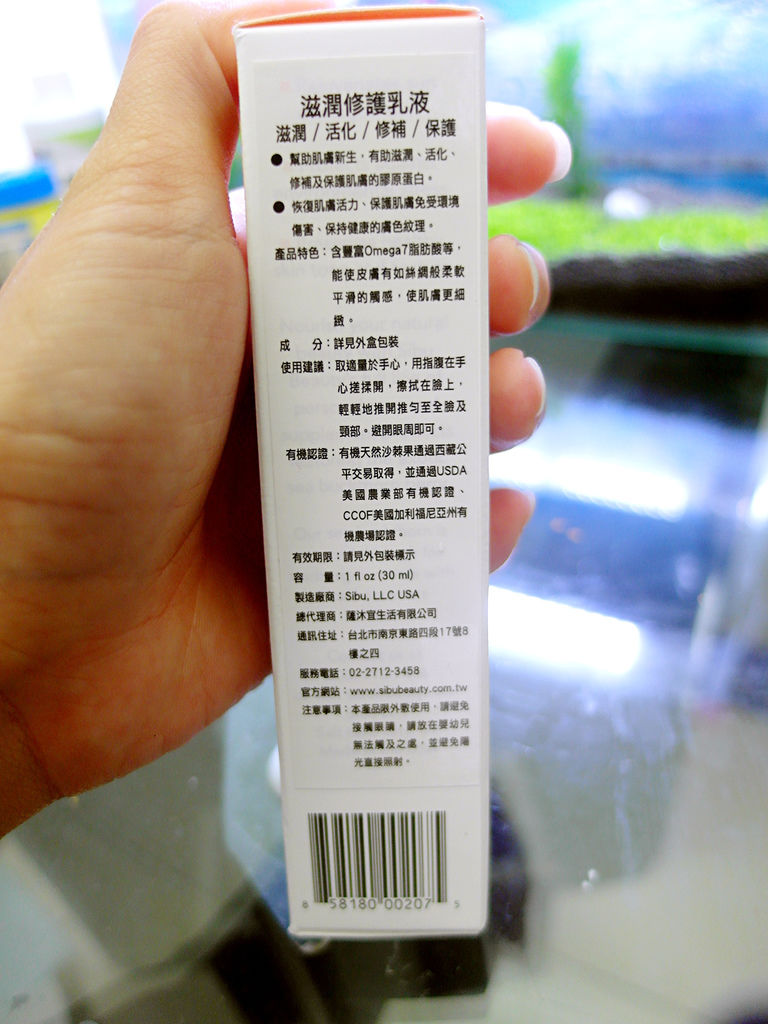 滋潤修護乳液
滋潤 / 活化 / 修補 / 保護
● 幫助肌膚新生，有助滋潤、活化、
修補及保護肌膚的膠原蛋白。
● 恢復肌膚活力、保護肌膚免受環境
傷害、保持健康的膚色紋理。
產品特色：含豐富Omega7脂肪酸等，
能使皮膚有如絲綢般柔軟
平滑的觸感，使肌膚更細
緻。
成　　分：詳見外盒包裝
使用建議：取適量於手心，用指腹在手
心搓揉開，擦拭在臉上，
輕輕地推開推勻至全臉及
頸部。避開眼周即可。
有機認證：有機天然沙棘果通過西藏公
平交易取得，並通過USDA
美國農業部有機認證、
CCOF美國加利福尼亞州有
機農場認證。
有效期限：請見外包裝標示
容　　量：1 fl oz (30 ml)
製造廠商：Sibu, LLC USA
總代理商：薩沐宜生活有限公司
通訊住址：台北市南京東路四段17號8
樓之四
服務電話：02-2712-3458
官方網站：www.sibubeauty.com.tw
注意事項：本產品限外敷使用，請避免
接觸眼睛，請放在嬰幼兒
無法觸及之處，並避免陽
光直接照射。
8 58180 00207 5